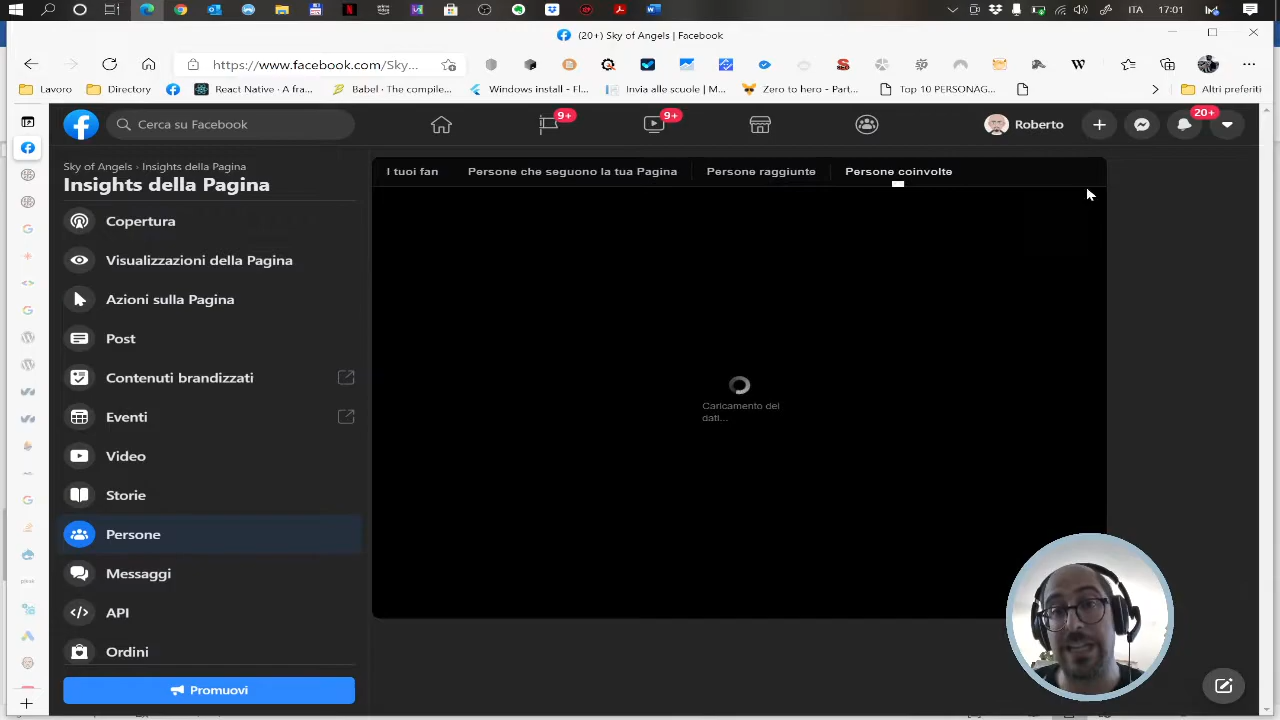 ITA 17:01
(20+) Sky of Angels | Facebook
https://www.facebook.com/Sky...
Lavoro
Directory
React Native · A fra...
Babel · The compile...
Windows install - Fl...
Invia alle scuole | M...
Zero to hero – Part...
Top 10 PERSONAG...
Altri preferiti
Cerca su Facebook
9+
9+
Roberto
20+
Sky of Angels › Insights della Pagina
Insights della Pagina
Copertura
Visualizzazioni della Pagina
Azioni sulla Pagina
Post
Contenuti brandizzati
Eventi
Video
Storie
Persone
Messaggi
API
Ordini
Promuovi
I tuoi fan
Persone che seguono la tua Pagina
Persone raggiunte
Persone coinvolte
Caricamento dei
dati...